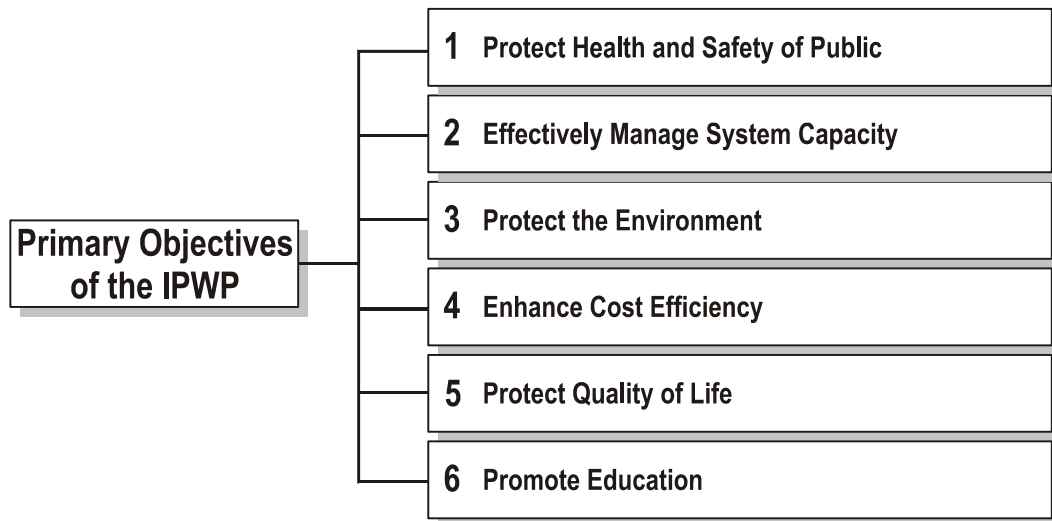 Primary Objectives
of the IPWP
1 Protect Health and Safety of Public
2 Effectively Manage System Capacity
3 Protect the Environment
4 Enhance Cost Efficiency
5 Protect Quality of Life
6 Promote Education